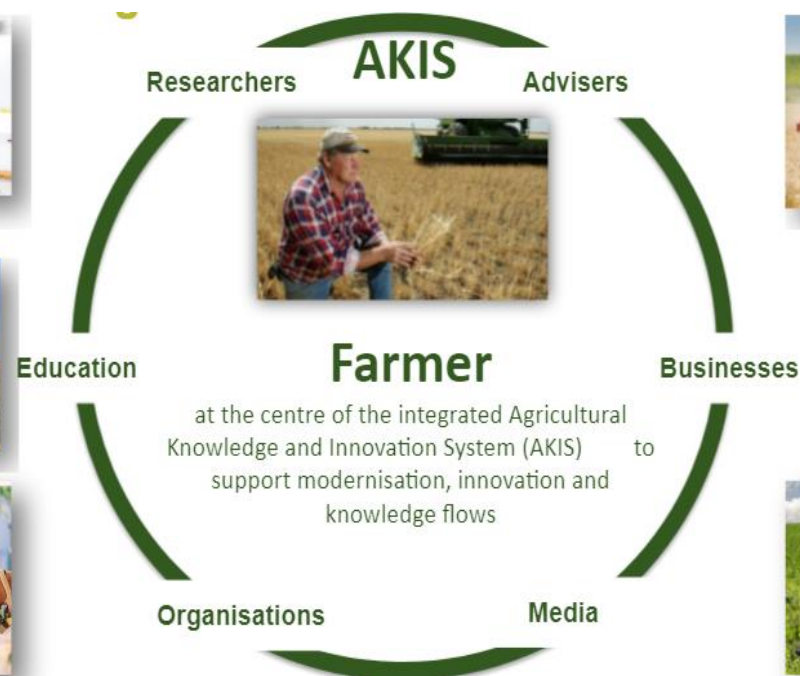 AKIS
Researchers
Advisers
Education
Farmer
Businesses
at the centre of the integrated Agricultural
Knowledge and Innovation System (AKIS) to
support modernisation, innovation and
knowledge flows
Organisations
Media